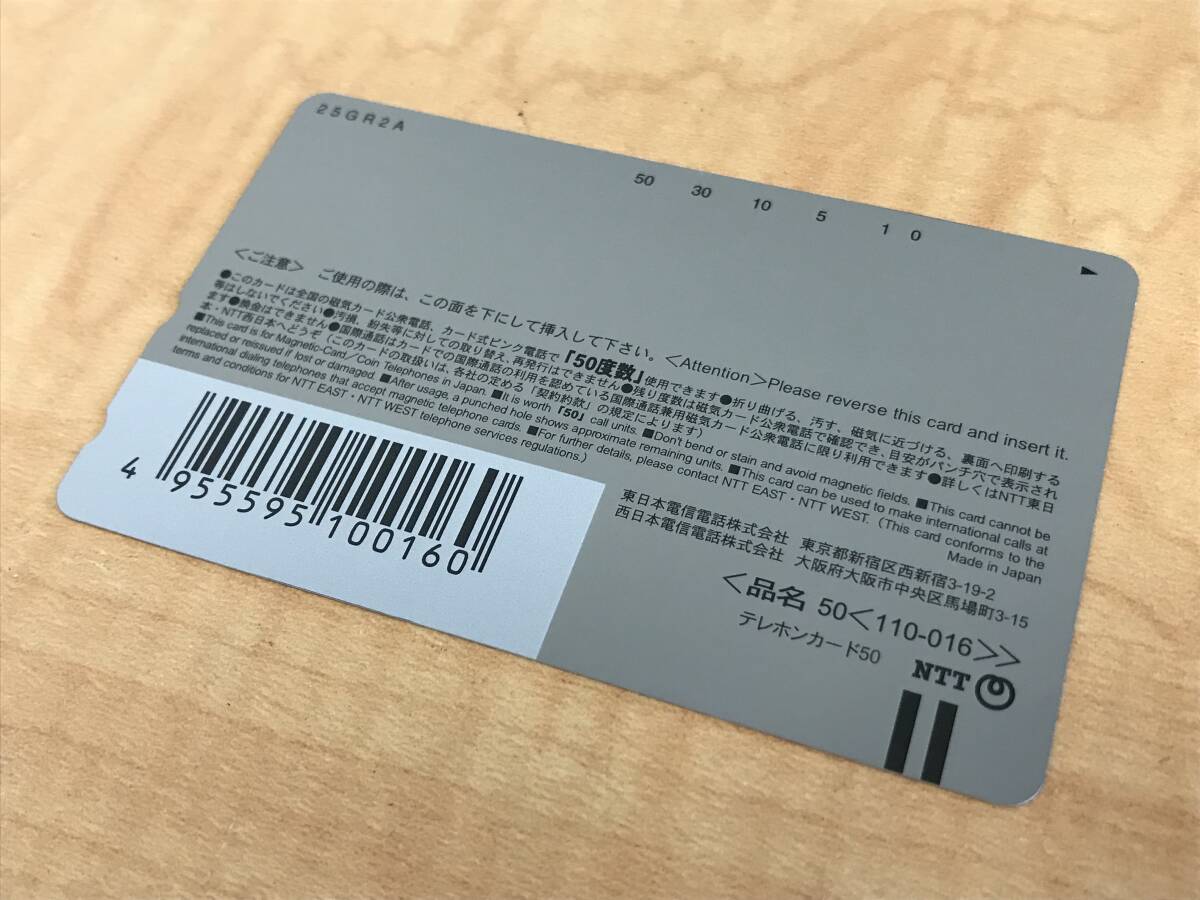 25GR2A
50 30 10 5 1 0
<ご注意> ご使用の際は、この面を下にして挿入して下さい。<Attention>Please reverse this card and insert it.
●このカードは全国の磁気カード公衆電話、カード式ピンク電話で『50度数』使用できます●折り曲げる、汚す、磁気に近づける、裏面へ印刷する
等はしないでください●汚損、紛失等に対しての取り替え、再発行はできません●残り度数は磁気カード公衆電話で確認でき、目安がパンチ穴で表示され
ます●換金はできません●国際通話はカードでの国際通話の利用を認めている国際通話兼用磁気カード公衆電話に限り利用できます●詳しくはNTT東日
本・NTT西日本へどうぞ(このカードの取扱いは、各社の定める「契約約款」の規定によります)
■This card is for Magnetic-Card/Coin Telephones in Japan. ■It is worth『50』call units. ■Don't bend or stain and avoid magnetic fields. ■This card cannot be
replaced or reissued if lost or damaged. ■After usage, a punched hole shows approximate remaining units. ■This card can be used to make international calls at
international dialing telephones that accept magnetic telephone cards. ■For further details, please contact NTT EAST・NTT WEST. (This card conforms to the
terms and conditions for NTT EAST・NTT WEST telephone services regulations.)
Made in Japan
東日本電信電話株式会社 東京都新宿区西新宿3-19-2
西日本電信電話株式会社 大阪府大阪市中央区馬場町3-15
<品名 50<110-016>>
テレホンカード50
NTT
4 955595 100160